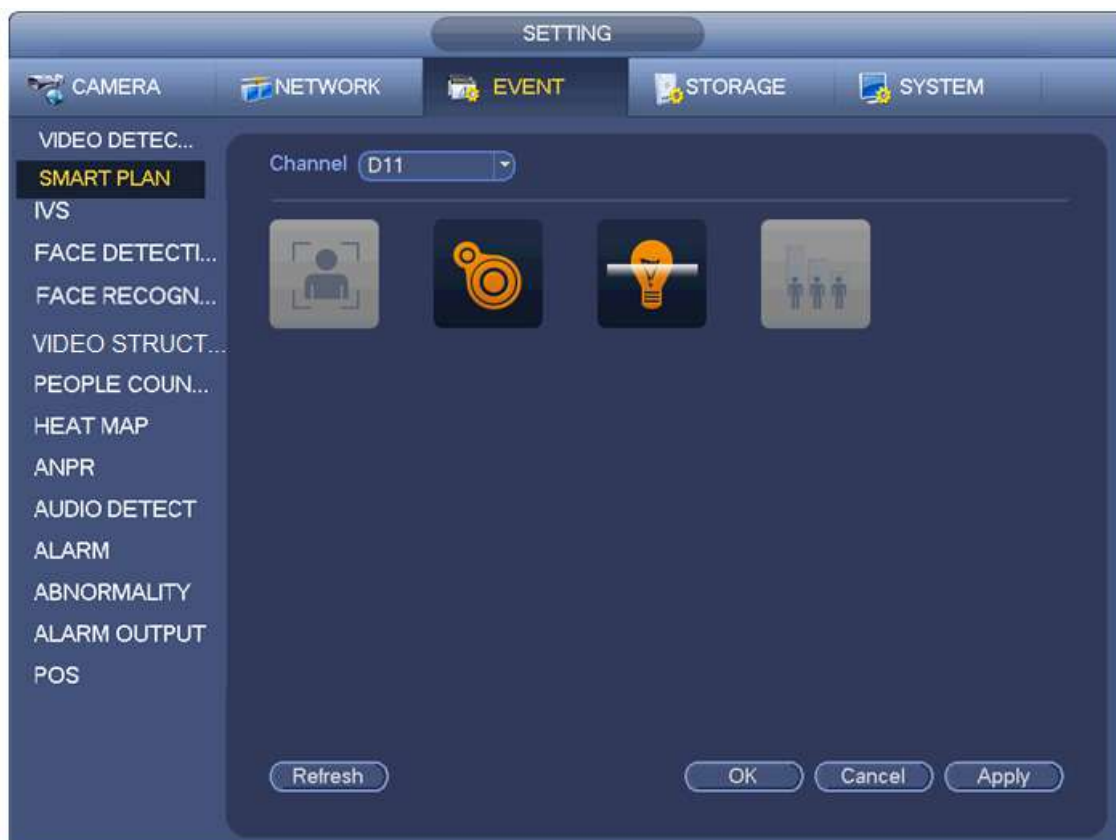 SETTING
CAMERA NETWORK EVENT STORAGE SYSTEM
VIDEO DETEC...
SMART PLAN
IVS
FACE DETECTI...
FACE RECOGN...
VIDEO STRUCT...
PEOPLE COUN...
HEAT MAP
ANPR
AUDIO DETECT
ALARM
ABNORMALITY
ALARM OUTPUT
POS
Channel D11
Refresh OK Cancel Apply